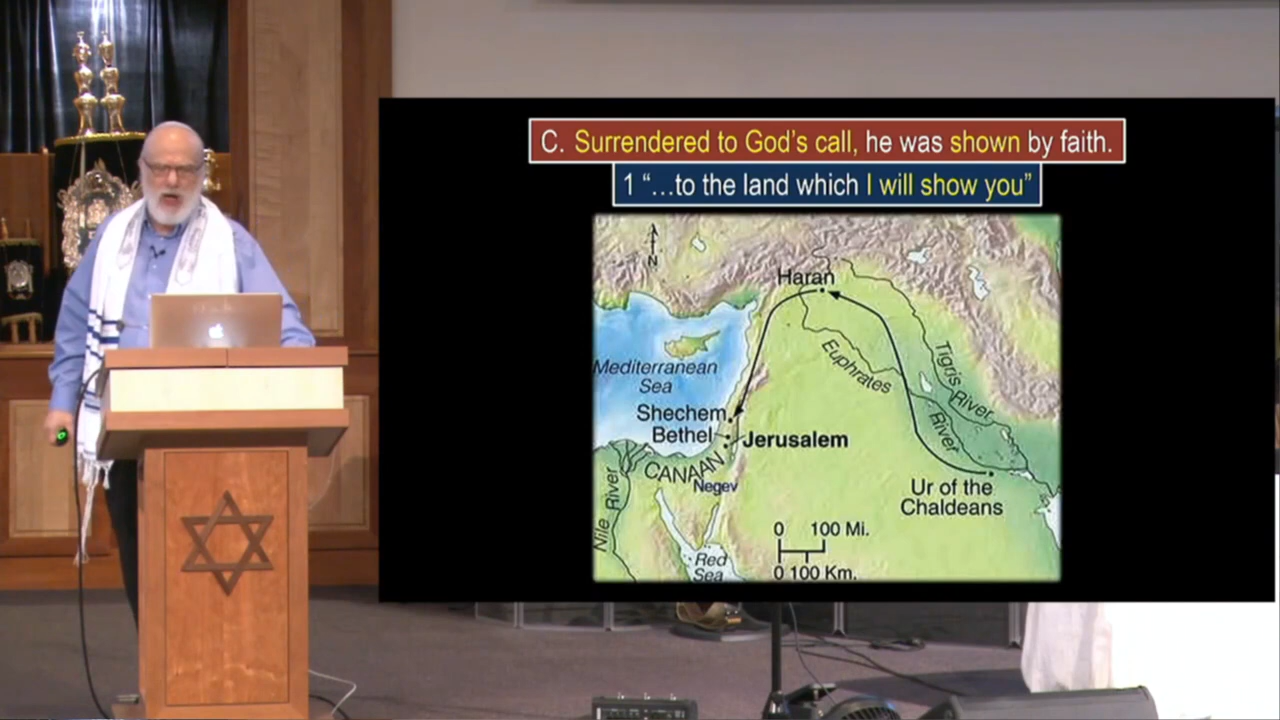 C. Surrendered to God's call, he was shown by faith.
1 “…to the land which I will show you”
N
Haran
Mediterranean
Sea
Euphrates
Tigris
River
River
Shechem
Bethel
Jerusalem
CANAAN
Negev
Ur of the
Chaldeans
Nile River
0 100 Mi.
0 100 Km.
Red
Sea